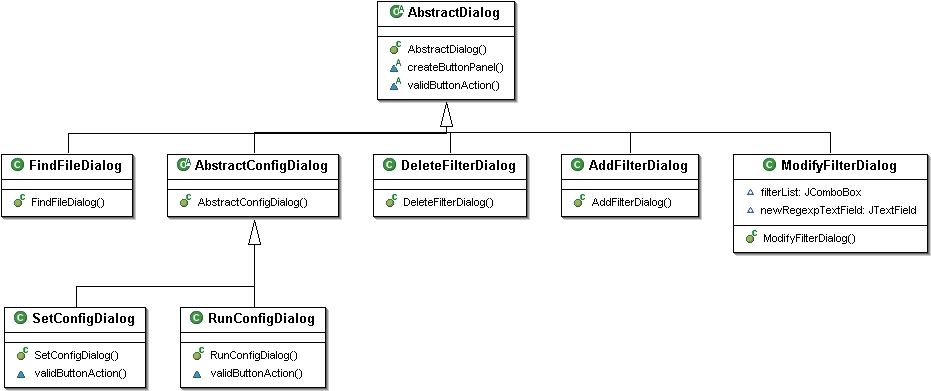 AbstractDialog
AbstractDialog()
createButtonPanel()
validButtonAction()
FindFileDialog
FindFileDialog()
AbstractConfigDialog
AbstractConfigDialog()
DeleteFilterDialog
DeleteFilterDialog()
AddFilterDialog
AddFilterDialog()
ModifyFilterDialog
filterList: JComboBox
newRegexpTextField: JTextField
ModifyFilterDialog()
SetConfigDialog
SetConfigDialog()
validButtonAction()
RunConfigDialog
RunConfigDialog()
validButtonAction()